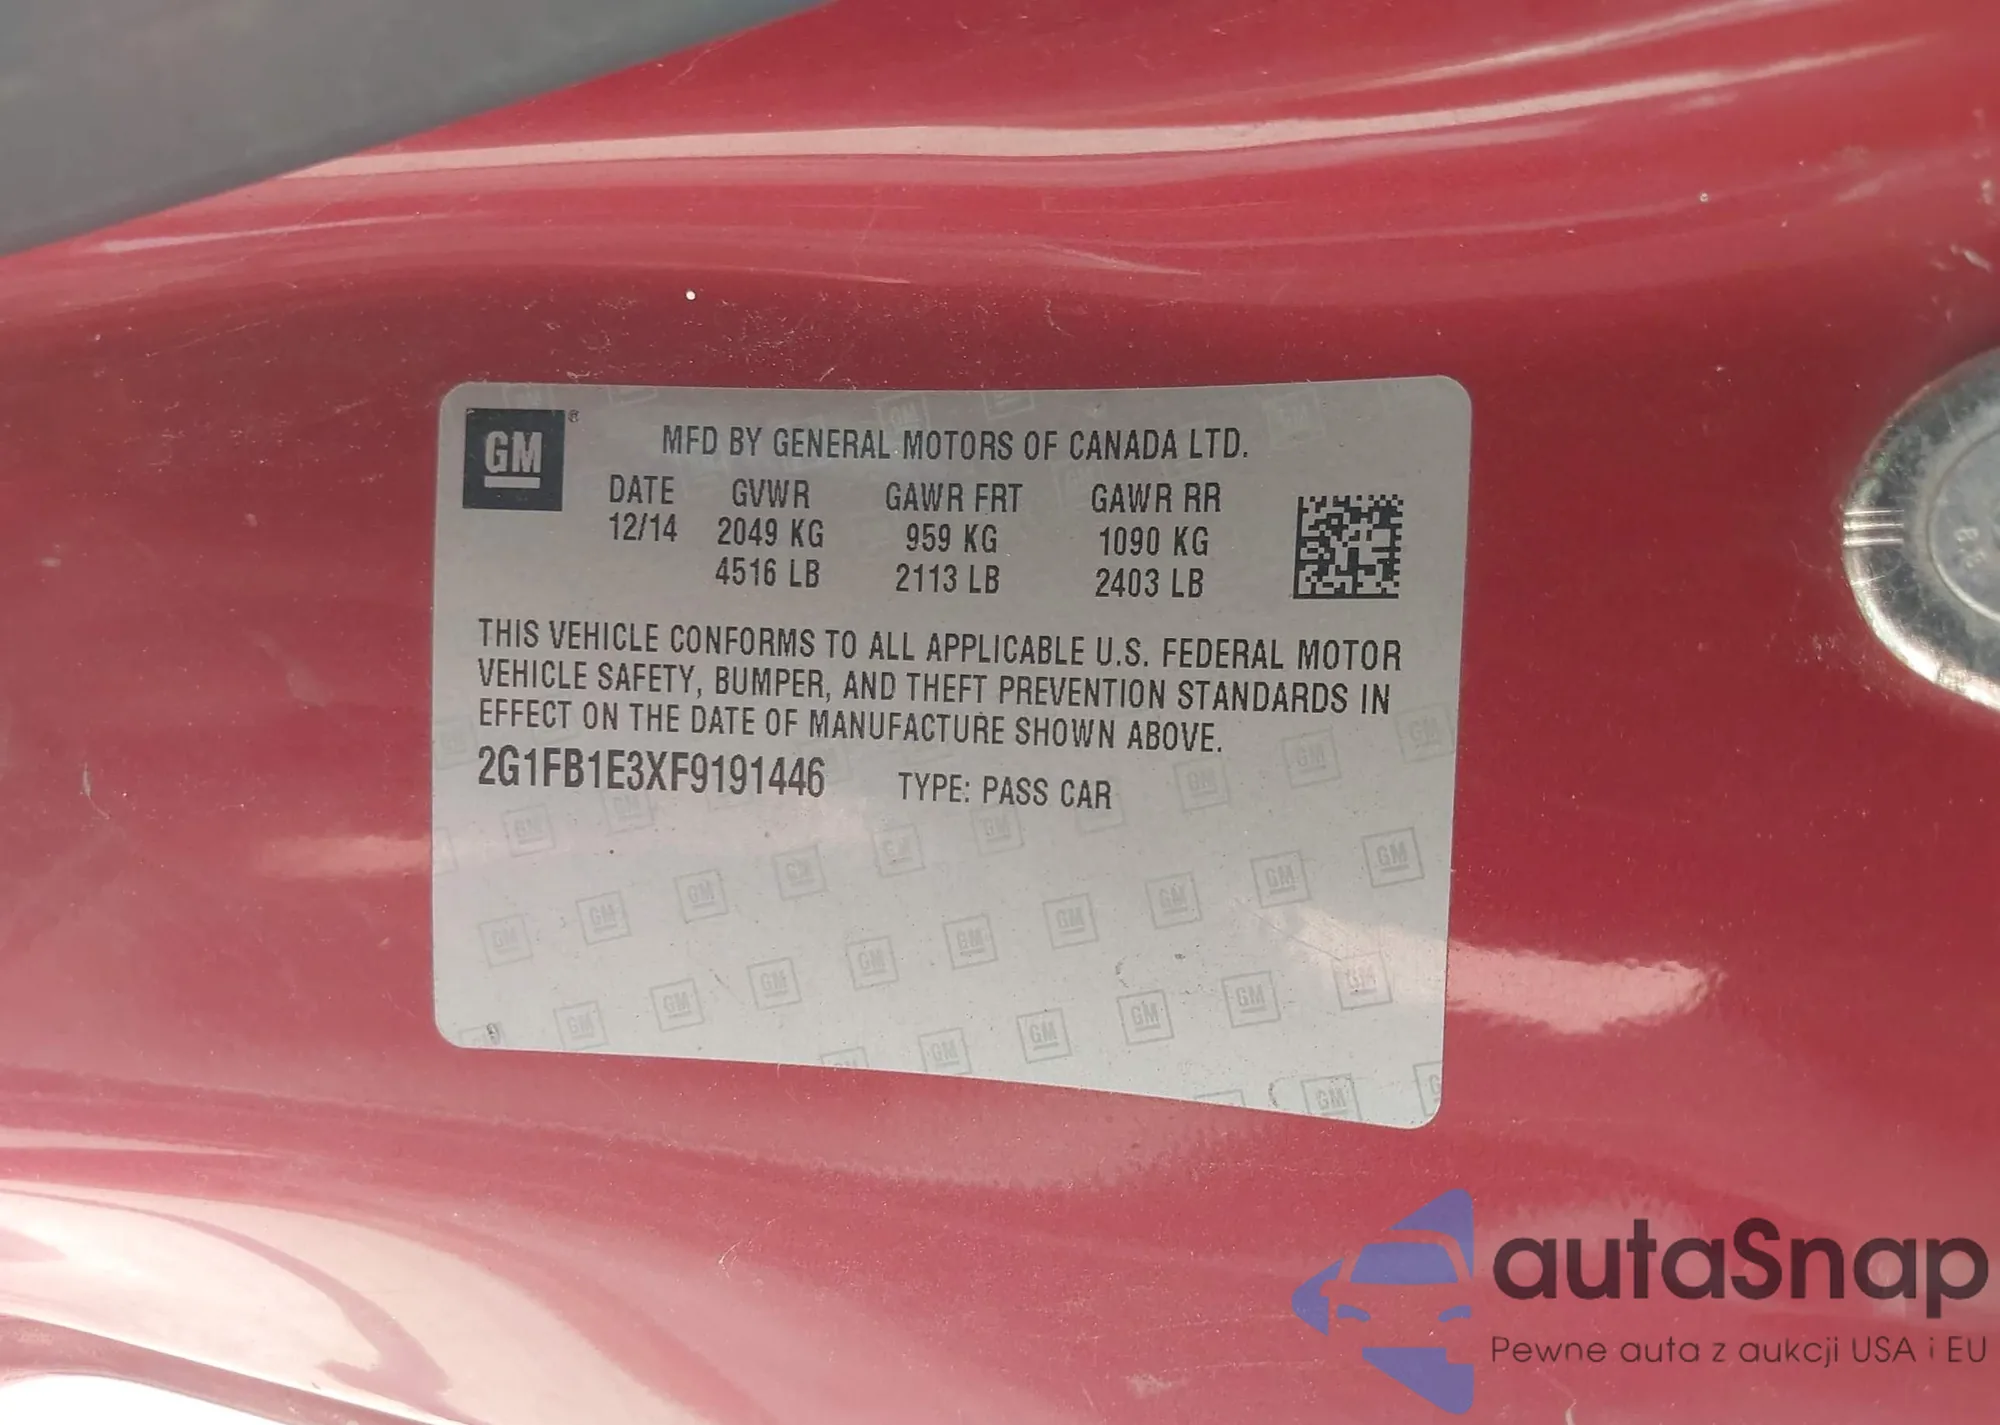 GM ®
MFD BY GENERAL MOTORS OF CANADA LTD.
DATE GVWR GAWR FRT GAWR RR
12/14 2049 KG 959 KG 1090 KG
4516 LB 2113 LB 2403 LB
THIS VEHICLE CONFORMS TO ALL APPLICABLE U.S. FEDERAL MOTOR
VEHICLE SAFETY, BUMPER, AND THEFT PREVENTION STANDARDS IN
EFFECT ON THE DATE OF MANUFACTURE SHOWN ABOVE.
2G1FB1E3XF9191446 TYPE: PASS CAR
autaSnap
Pewne auta z aukcji USA i EU